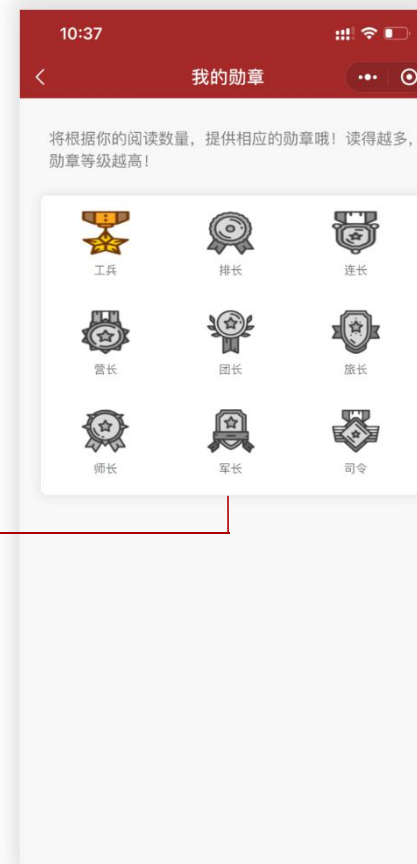 10:37
我的勋章
将根据你的阅读数量，提供相应的勋章哦！读得越多，
勋章等级越高！
工兵 排长 连长
营长 团长 旅长
师长 军长 司令